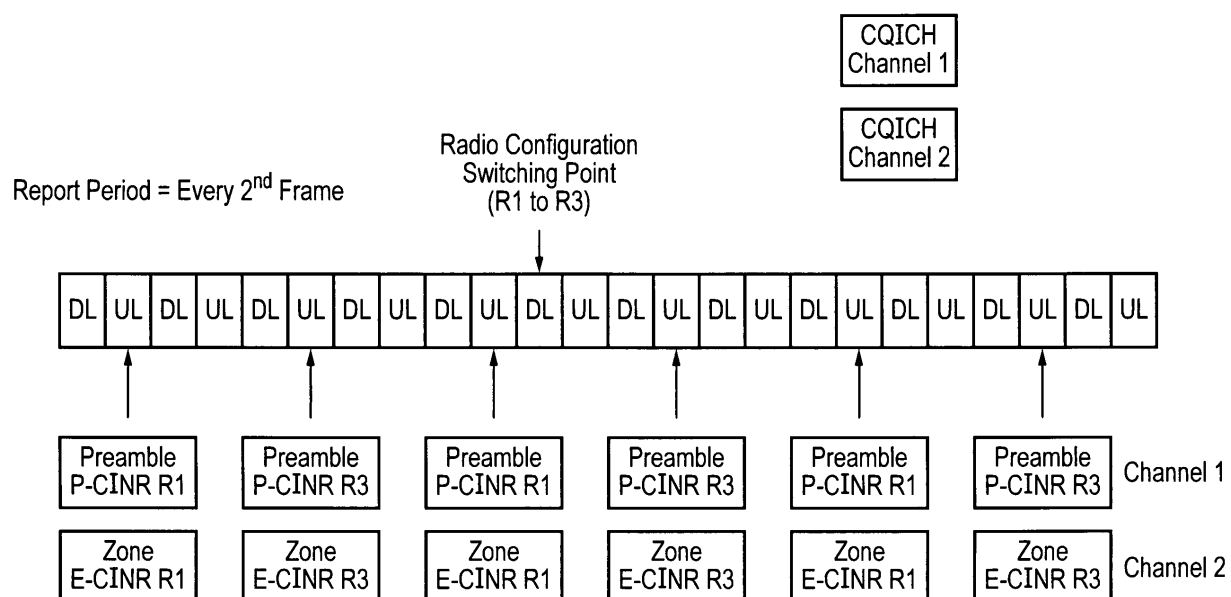 CQICH
Channel 1
CQICH
Channel 2
Radio Configuration
Switching Point
(R1 to R3)
Report Period = Every 2nd Frame
DL UL DL UL DL UL DL UL DL UL DL UL DL UL DL UL DL UL DL UL DL UL DL UL
Preamble
P-CINR R1
Preamble
P-CINR R3
Preamble
P-CINR R1
Preamble
P-CINR R3
Preamble
P-CINR R1
Preamble
P-CINR R3
Channel 1
Zone
E-CINR R1
Zone
E-CINR R3
Zone
E-CINR R1
Zone
E-CINR R3
Zone
E-CINR R1
Zone
E-CINR R3
Channel 2